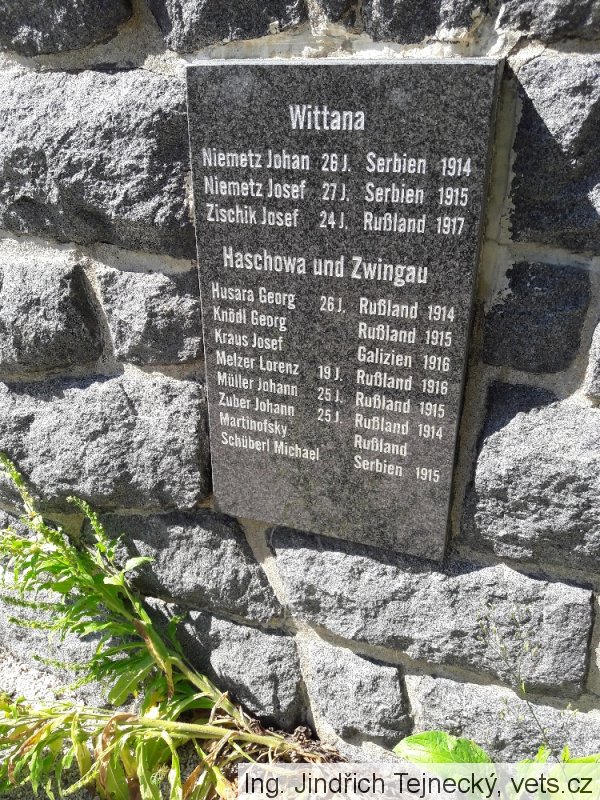 Wittana
Niemetz Johan 26 J. Serbien 1914
Niemetz Josef 27 J. Serbien 1915
Zischik Josef 24 J. Rußland 1917
Haschowa und Zwingau
Husara Georg 26 J. Rußland 1914
Knödl Georg Rußland 1915
Kraus Josef Galizien 1916
Melzer Lorenz 19 J. Rußland 1916
Müller Johann 25 J. Rußland 1915
Zuber Johann 25 J. Rußland 1914
Martinofsky Rußland
Schüberl Michael Serbien 1915
Ing. Jindřich Tejnecký, vets.cz